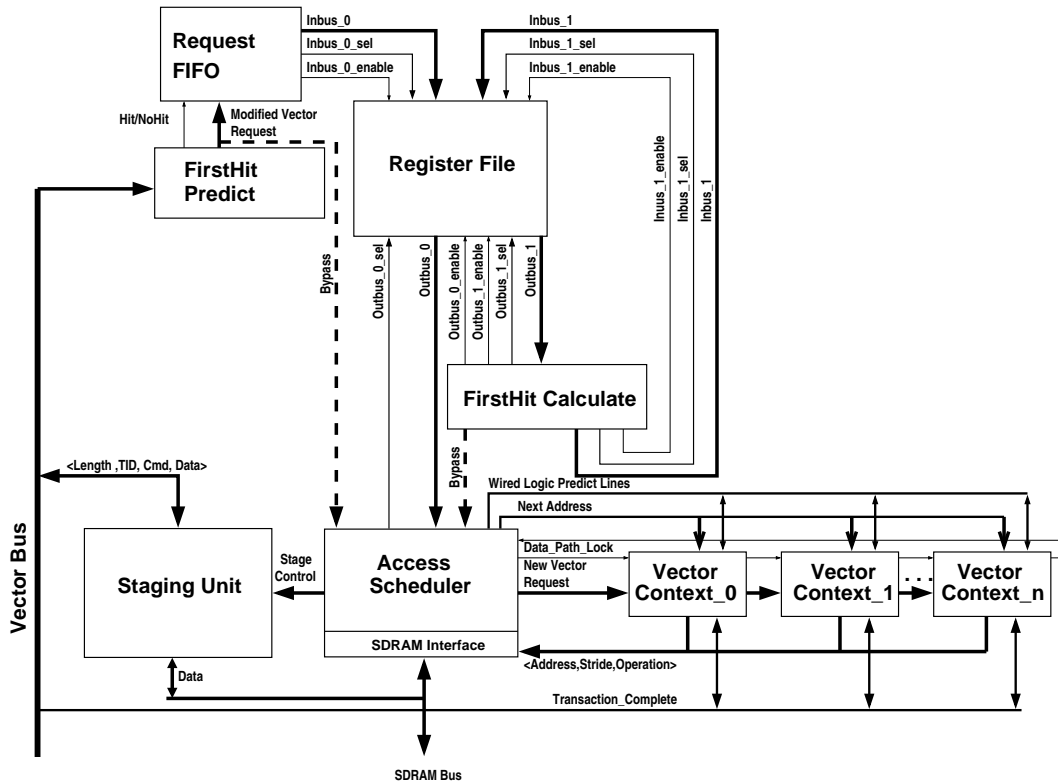 Request
FIFO
Inbus_0
Inbus_0_sel
Inbus_0_enable
Inbus_1
Inbus_1_sel
Inbus_1_enable
Hit/NoHit
Modified Vector
Request
FirstHit
Predict
Register File
Inuus_1_enable
Inbus_1_sel
Inbus_1
Bypass
Outbus_0_sel
Outbus_0
Outbus_0_enable
Outbus_1_enable
Outbus_1_sel
Outbus_1
FirstHit Calculate
Bypass
<Length ,TID, Cmd, Data>
Wired Logic Predict Lines
Next Address
Vector Bus
Staging Unit
Stage
Control
Access
Scheduler
SDRAM Interface
Data_Path_Lock
New Vector
Request
Vector
Context_0
Vector
Context_1
. . .
Vector
Context_n
<Address,Stride,Operation>
Data
Transaction_Complete
SDRAM Bus